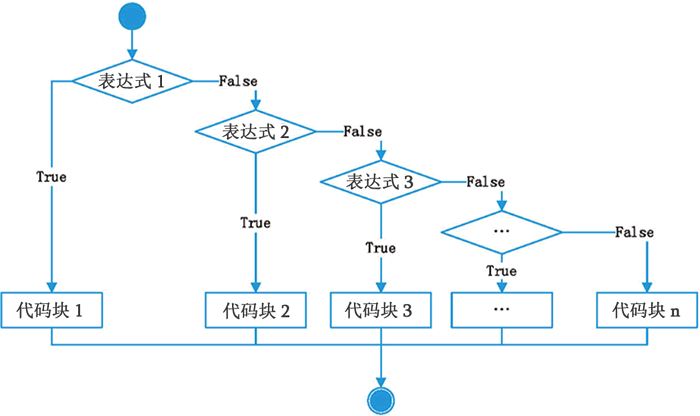 表达式 1
False
表达式 2
False
True
表达式 3
False
True
…
False
True
True
代码块 1
代码块 2
代码块 3
…
代码块 n